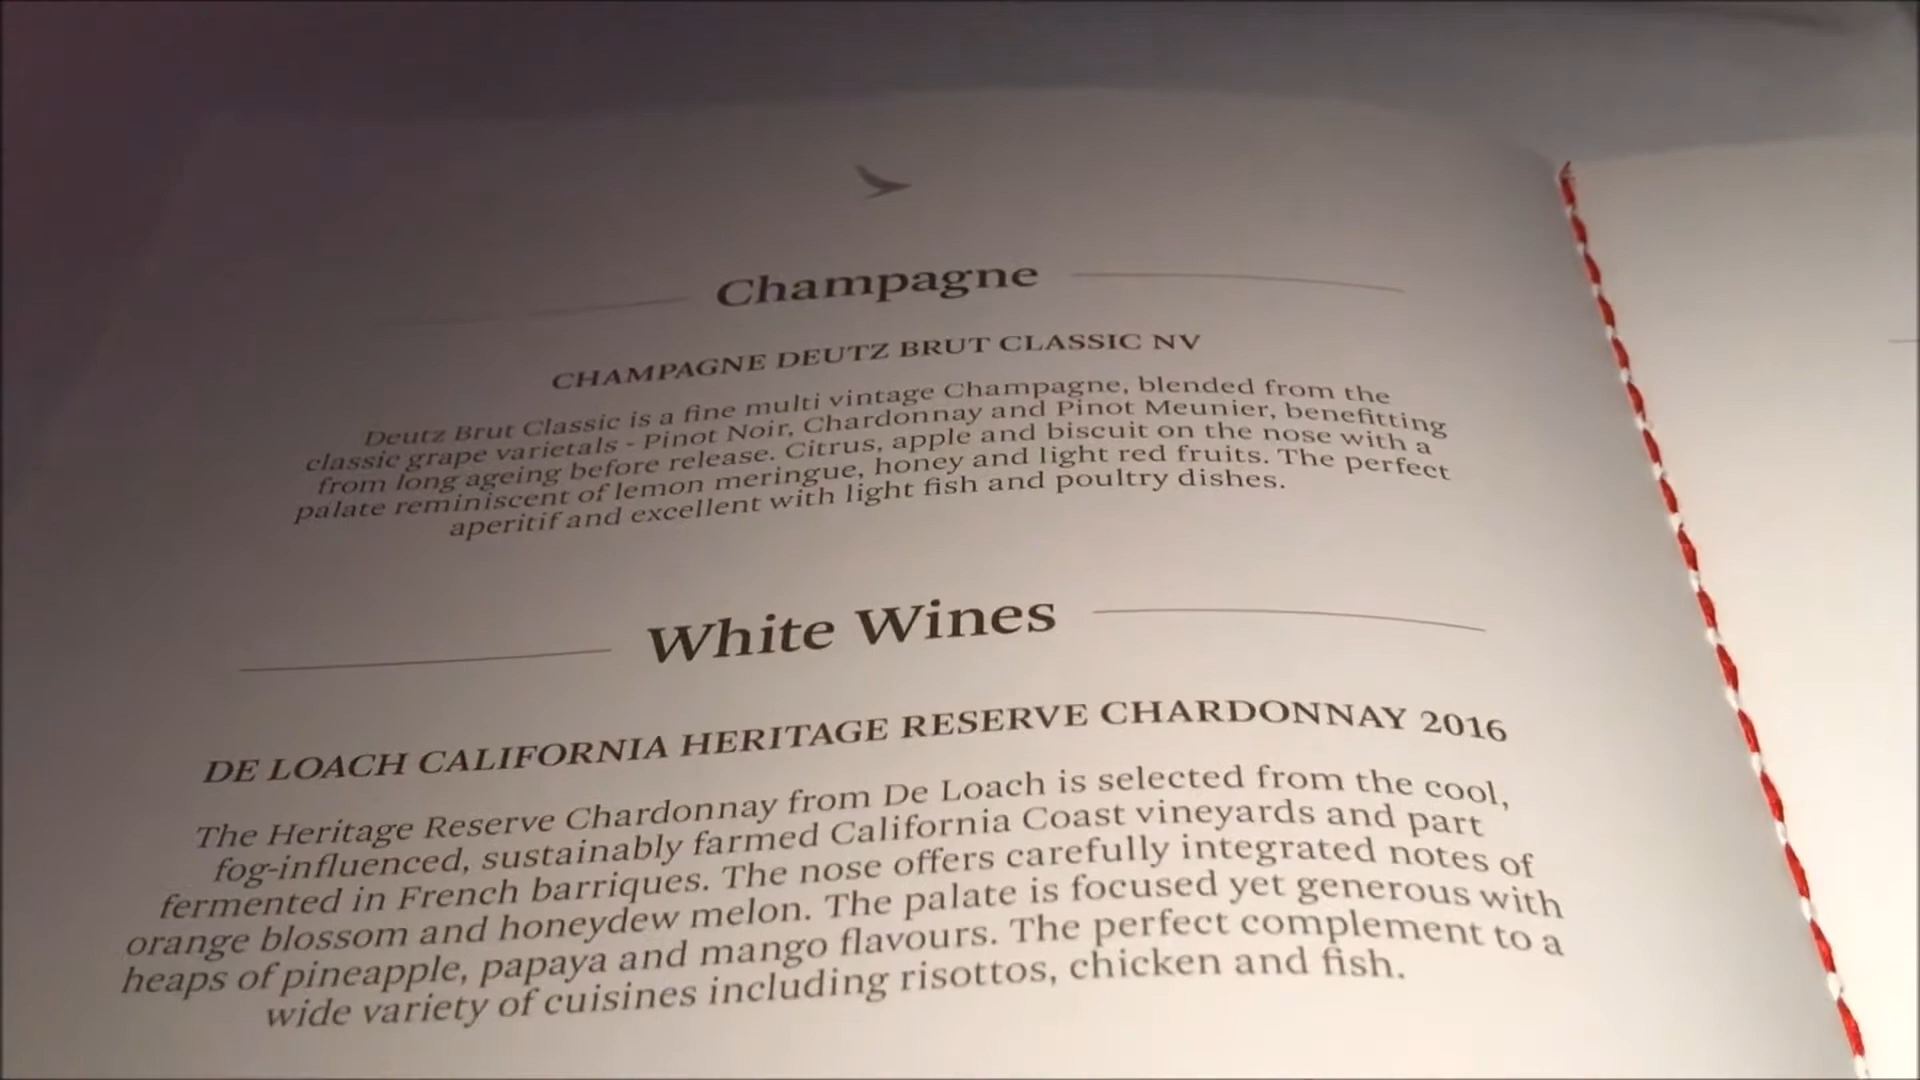 Champagne
CHAMPAGNE DEUTZ BRUT CLASSIC NV
Deutz Brut Classic is a fine multi vintage Champagne, blended from the
classic grape varietals - Pinot Noir, Chardonnay and Pinot Meunier, benefitting
from long ageing before release. Citrus, apple and biscuit on the nose with a
palate reminiscent of lemon meringue, honey and light red fruits. The perfect
aperitif and excellent with light fish and poultry dishes.
White Wines
DE LOACH CALIFORNIA HERITAGE RESERVE CHARDONNAY 2016
The Heritage Reserve Chardonnay from De Loach is selected from the cool,
fog-influenced, sustainably farmed California Coast vineyards and part
fermented in French barriques. The nose offers carefully integrated notes of
orange blossom and honeydew melon. The palate is focused yet generous with
heaps of pineapple, papaya and mango flavours. The perfect complement to a
wide variety of cuisines including risottos, chicken and fish.